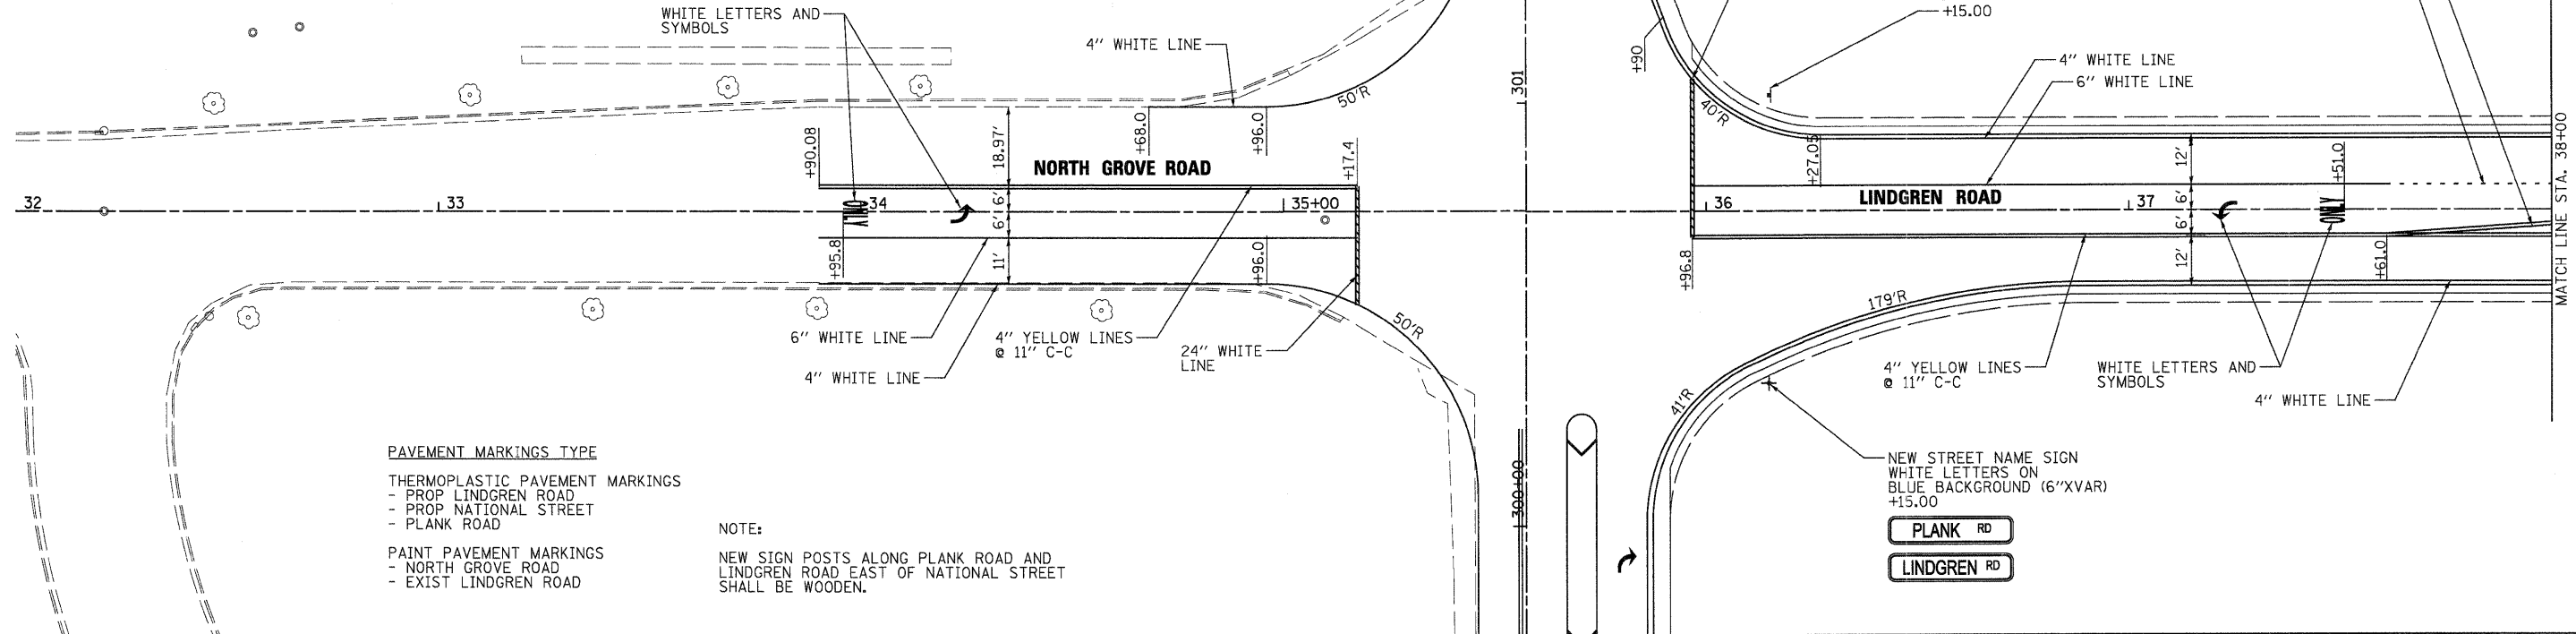 WHITE LETTERS AND
SYMBOLS
4" WHITE LINE
50'R
301
+90
+15.00
4" WHITE LINE
6" WHITE LINE
40'R
+90.08
18.97'
+68.0
+96.0
+17.4
NORTH GROVE ROAD
+27.05
12'
+51.0
MATCH LINE STA. 38+00
32
33
ONLY
34
6'
6'
35+00
36
LINDGREN ROAD
37
6'
6'
ONLY
+95.8
11'
+96.0
+96.8
12'
+61.0
179'R
50'R
6" WHITE LINE
4" YELLOW LINES
@ 11" C-C
24" WHITE
LINE
4" WHITE LINE
4" YELLOW LINES
@ 11" C-C
WHITE LETTERS AND
SYMBOLS
4" WHITE LINE
41'R
PAVEMENT MARKINGS TYPE
THERMOPLASTIC PAVEMENT MARKINGS
- PROP LINDGREN ROAD
- PROP NATIONAL STREET
- PLANK ROAD
PAINT PAVEMENT MARKINGS
- NORTH GROVE ROAD
- EXIST LINDGREN ROAD
NOTE:
NEW SIGN POSTS ALONG PLANK ROAD AND
LINDGREN ROAD EAST OF NATIONAL STREET
SHALL BE WOODEN.
300+00
NEW STREET NAME SIGN
WHITE LETTERS ON
BLUE BACKGROUND (6"XVAR)
+15.00
PLANK RD
LINDGREN RD